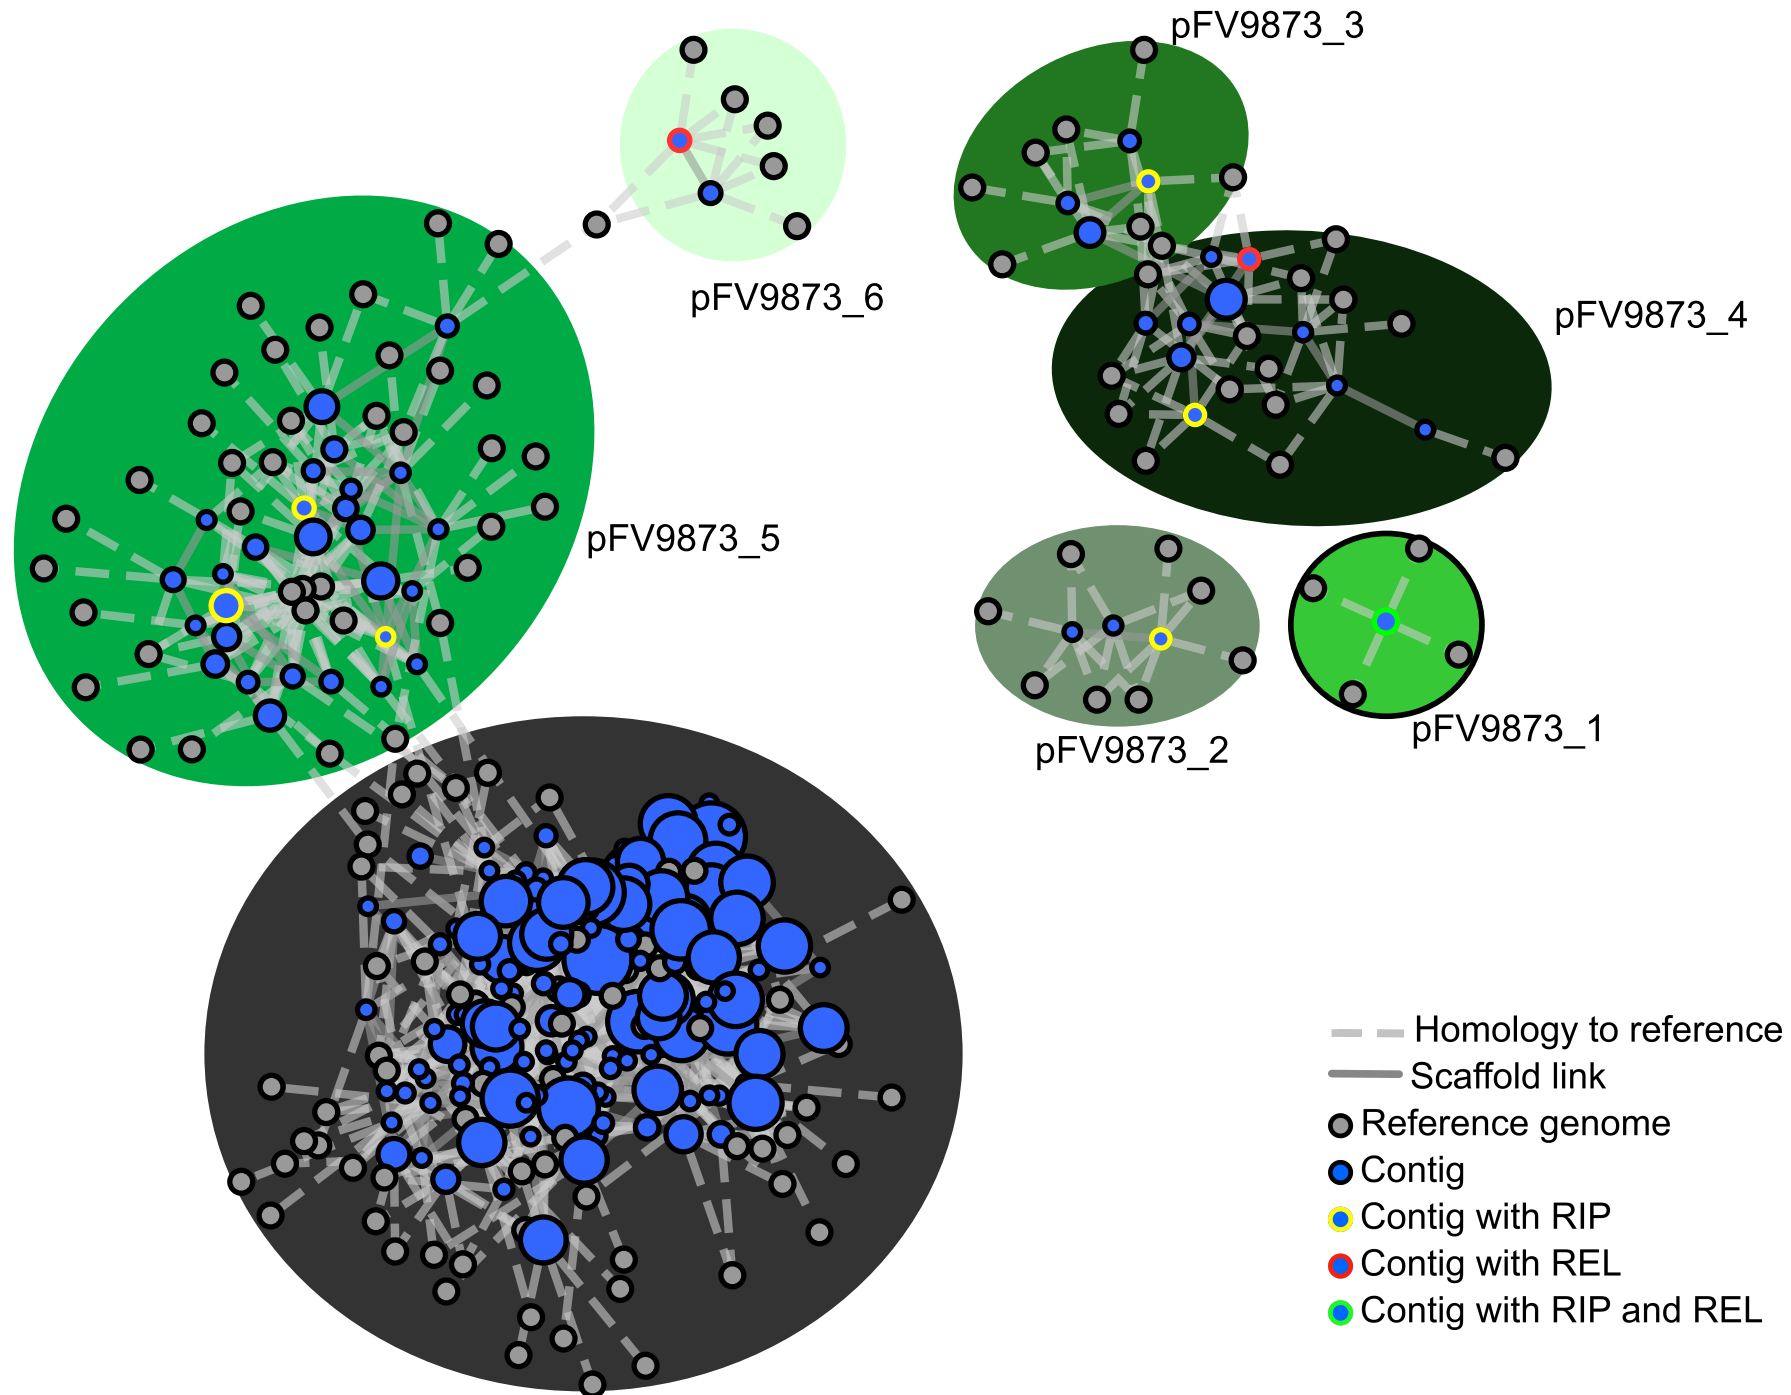 pFV9873_3
pFV9873_6
pFV9873_4
pFV9873_5
pFV9873_1
pFV9873_2
Homology to reference
Scaffold link
Reference genome
Contig
Contig with RIP
Contig with REL
Contig with RIP and REL